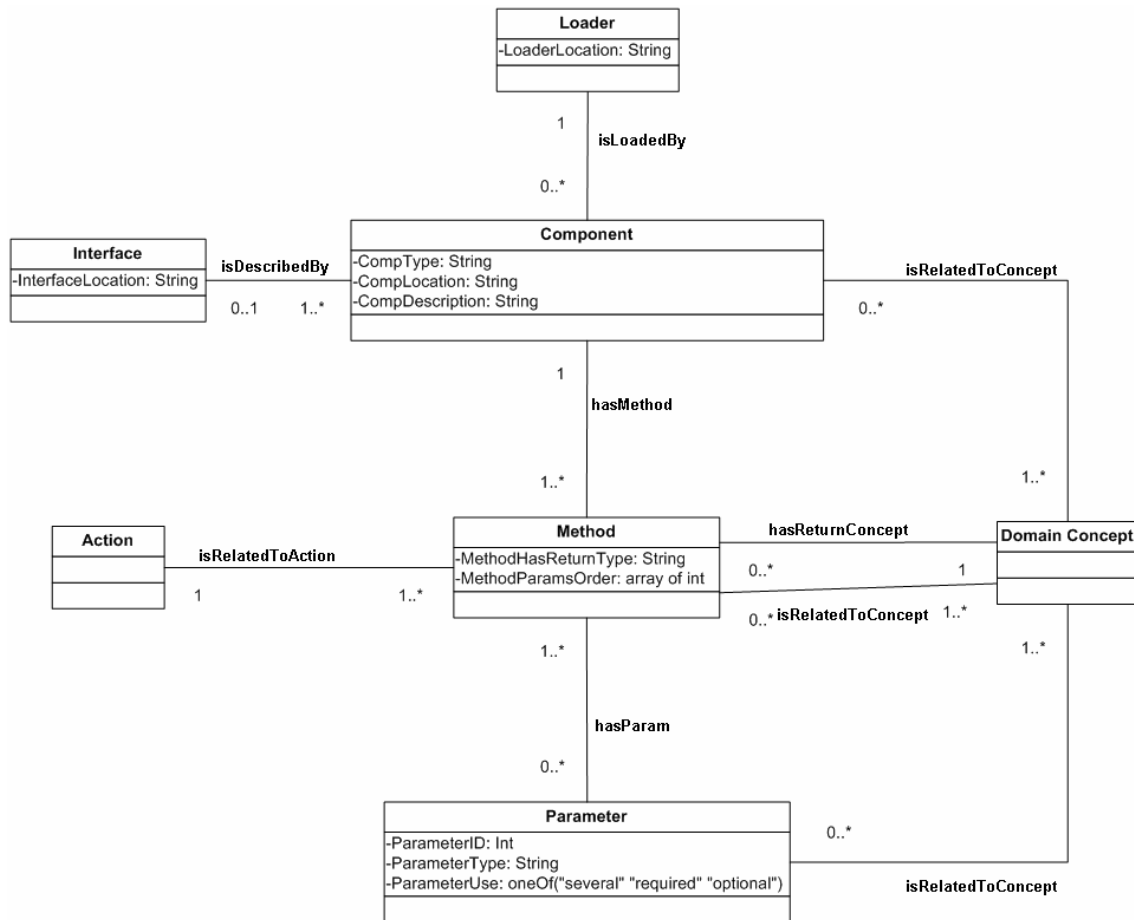 Loader
-LoaderLocation: String
1
isLoadedBy
0..*
Component
-CompType: String
-CompLocation: String
-CompDescription: String
Interface
-InterfaceLocation: String
isDescribedBy
0..1
1..*
isRelatedToConcept
0..*
1
hasMethod
1..*
1..*
Action
isRelatedToAction
1
1..*
Method
-MethodHasReturnType: String
-MethodParamsOrder: array of int
hasReturnConcept
0..*
1
0..*
isRelatedToConcept
1..*
Domain Concept
1..*
1..*
hasParam
0..*
Parameter
-ParameterID: Int
-ParameterType: String
-ParameterUse: oneOf("several" "required" "optional")
0..*
isRelatedToConcept